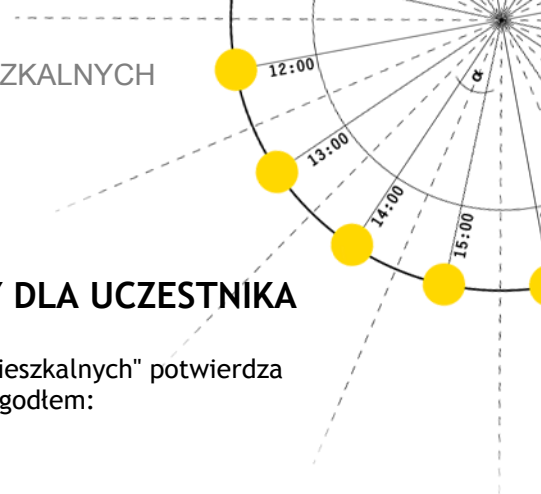 ZKALNYCH
12:00
13:00
14:00
15:00
α
DLA UCZESTNIKA
ieszkalnych" potwierdza
godłem: